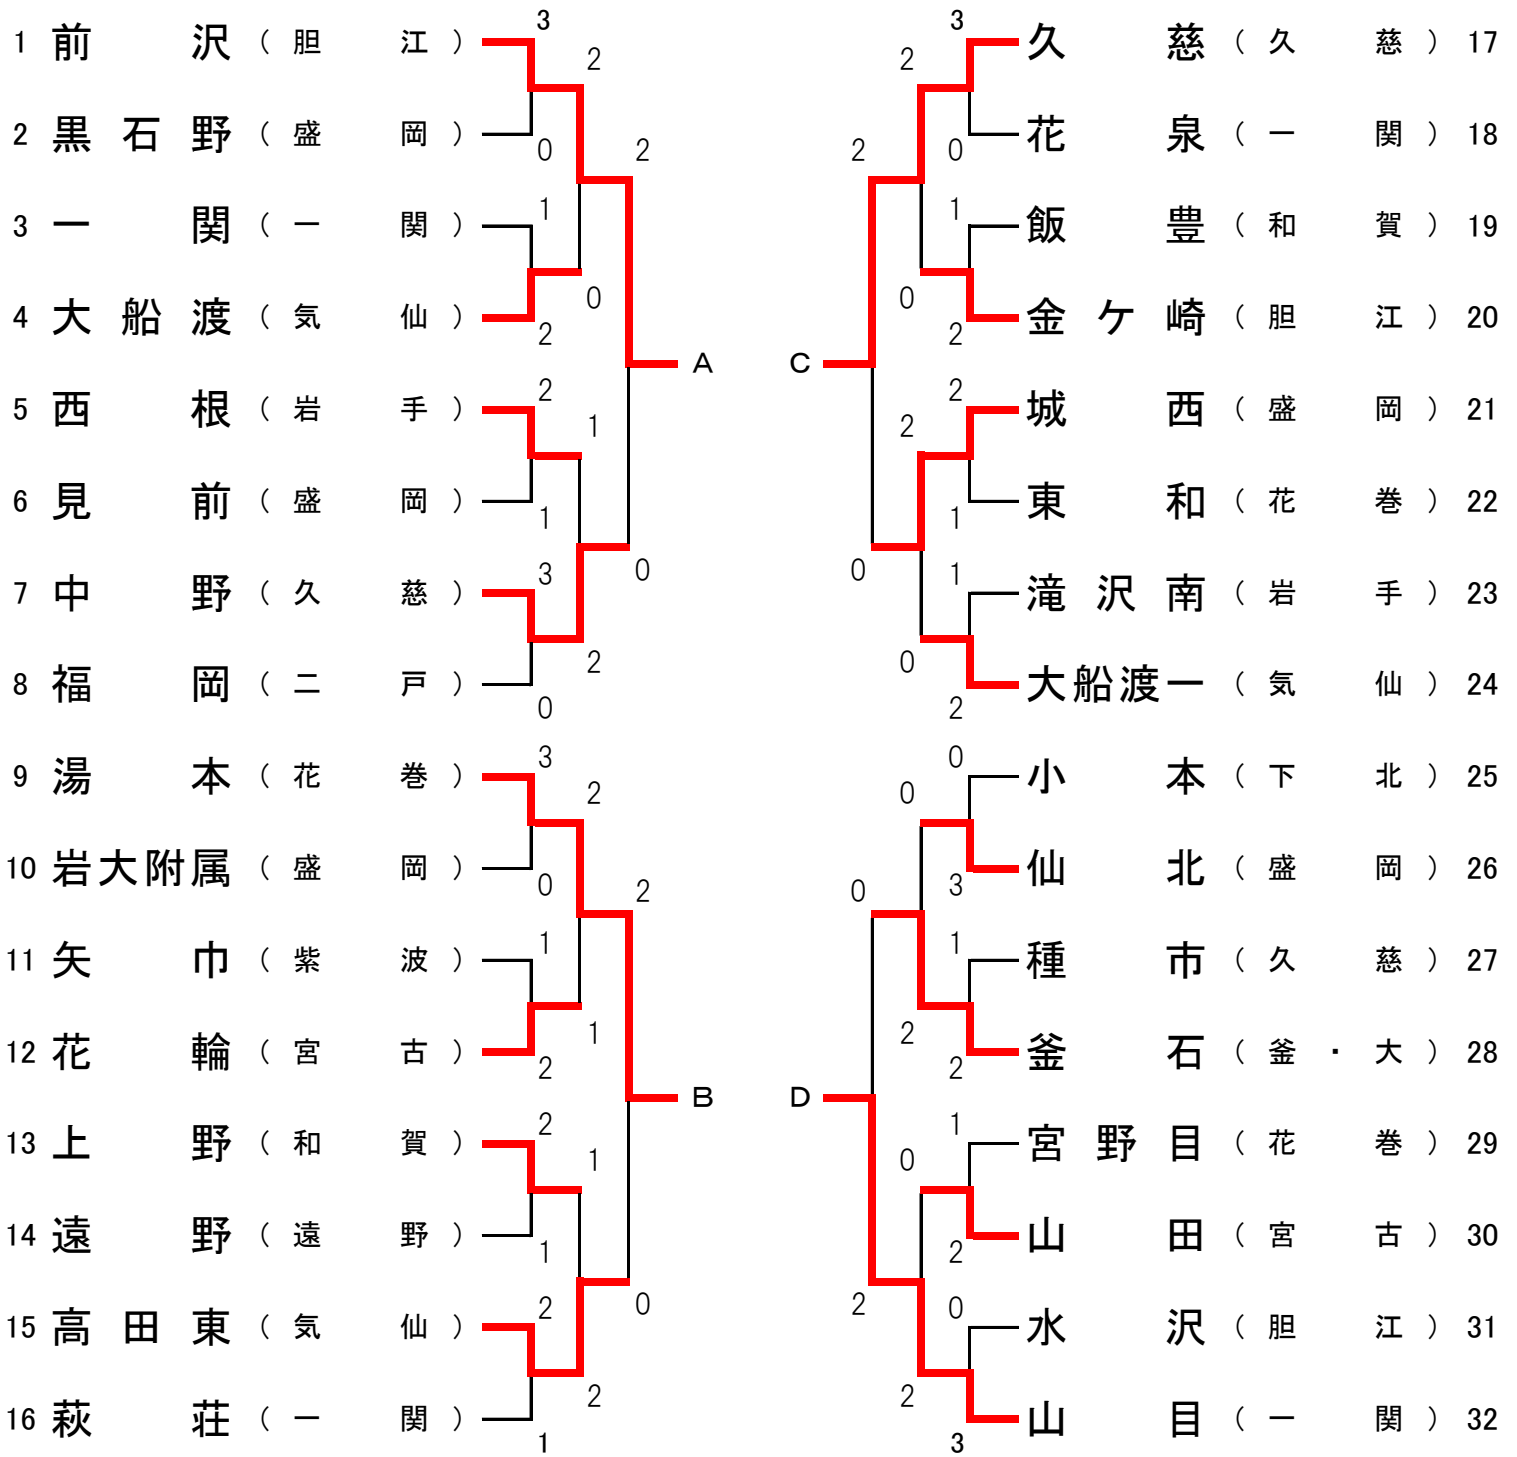 1 前沢 （胆江） 3
2
2 黒石野 （盛岡） 0
2
3 一関 （一関） 1
0
4 大船渡 （気仙） 2
A
5 西根 （岩手） 2
1
6 見前 （盛岡） 1
0
7 中野 （久慈） 3
2
8 福岡 （二戸） 0
9 湯本 （花巻） 3
2
10 岩大附属 （盛岡） 0
2
11 矢巾 （紫波） 1
1
12 花輪 （宮古） 2
B
13 上野 （和賀） 2
1
14 遠野 （遠野） 1
0
15 高田東 （気仙） 2
2
16 萩荘 （一関） 1
3 久慈 （久慈） 17
2
0 花泉 （一関） 18
2
1 飯豊 （和賀） 19
0
2 金ケ崎 （胆江） 20
C
2 城西 （盛岡） 21
2
1 東和 （花巻） 22
0
1 滝沢南 （岩手） 23
0
2 大船渡一 （気仙） 24
0 小本 （下北） 25
0
3 仙北 （盛岡） 26
0
1 種市 （久慈） 27
2
2 釜石 （釜・大） 28
D
1 宮野目 （花巻） 29
0
2 山田 （宮古） 30
2
0 水沢 （胆江） 31
2
3 山目 （一関） 32